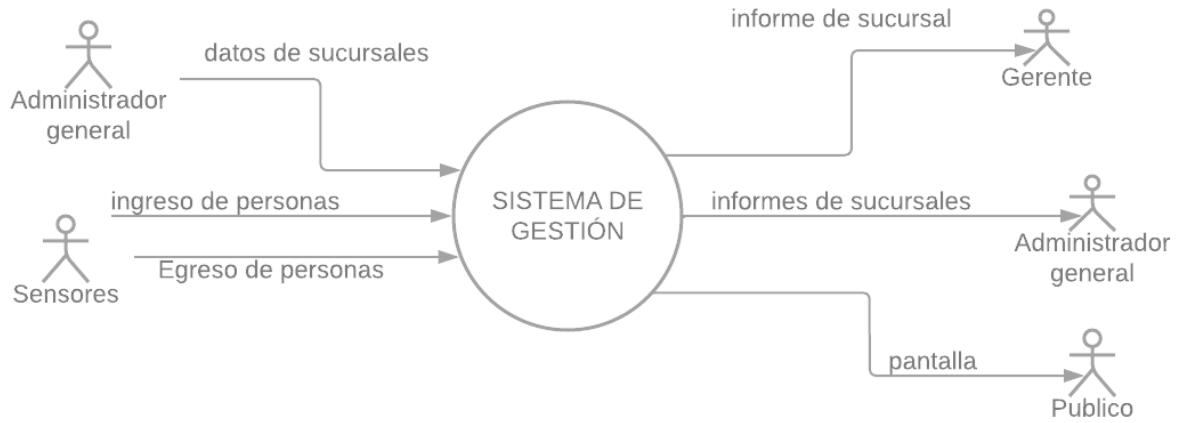 informe de sucursal
datos de sucursales
Gerente
Administrador
general
SISTEMA DE
GESTIÓN
ingreso de personas
informes de sucursales
Administrador
general
Egreso de personas
Sensores
pantalla
Publico